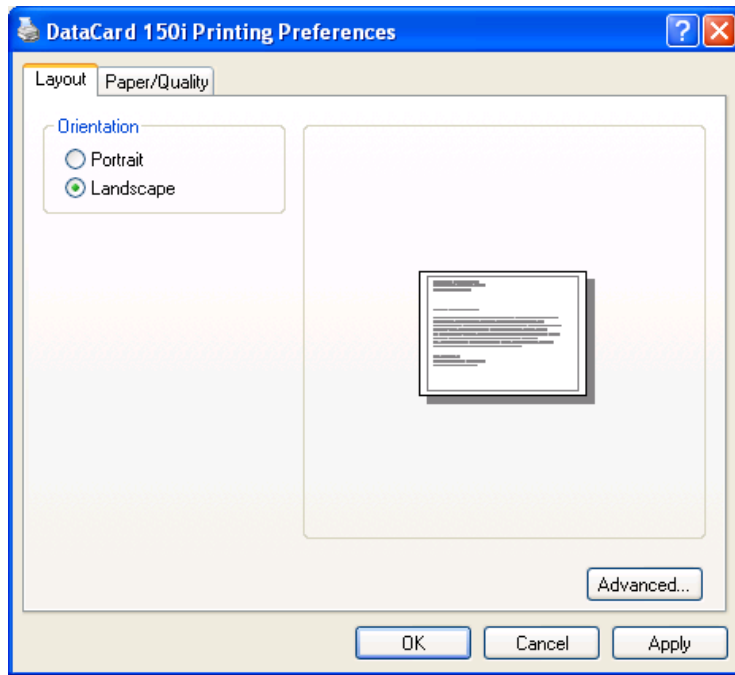 DataCard 150i Printing Preferences
Layout
Paper/Quality
Orientation
Portrait
Landscape
Advanced...
OK
Cancel
Apply